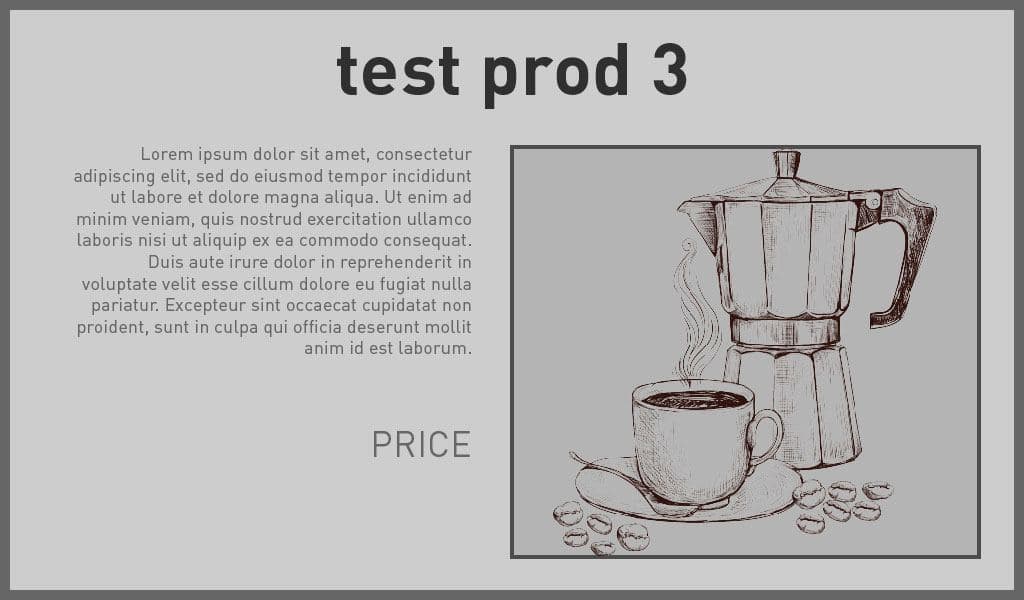 test prod 3
Lorem ipsum dolor sit amet, consectetur
adipiscing elit, sed do eiusmod tempor incididunt
ut labore et dolore magna aliqua. Ut enim ad
minim veniam, quis nostrud exercitation ullamco
laboris nisi ut aliquip ex ea commodo consequat.
Duis aute irure dolor in reprehenderit in
voluptate velit esse cillum dolore eu fugiat nulla
pariatur. Excepteur sint occaecat cupidatat non
proident, sunt in culpa qui officia deserunt mollit
anim id est laborum.
PRICE